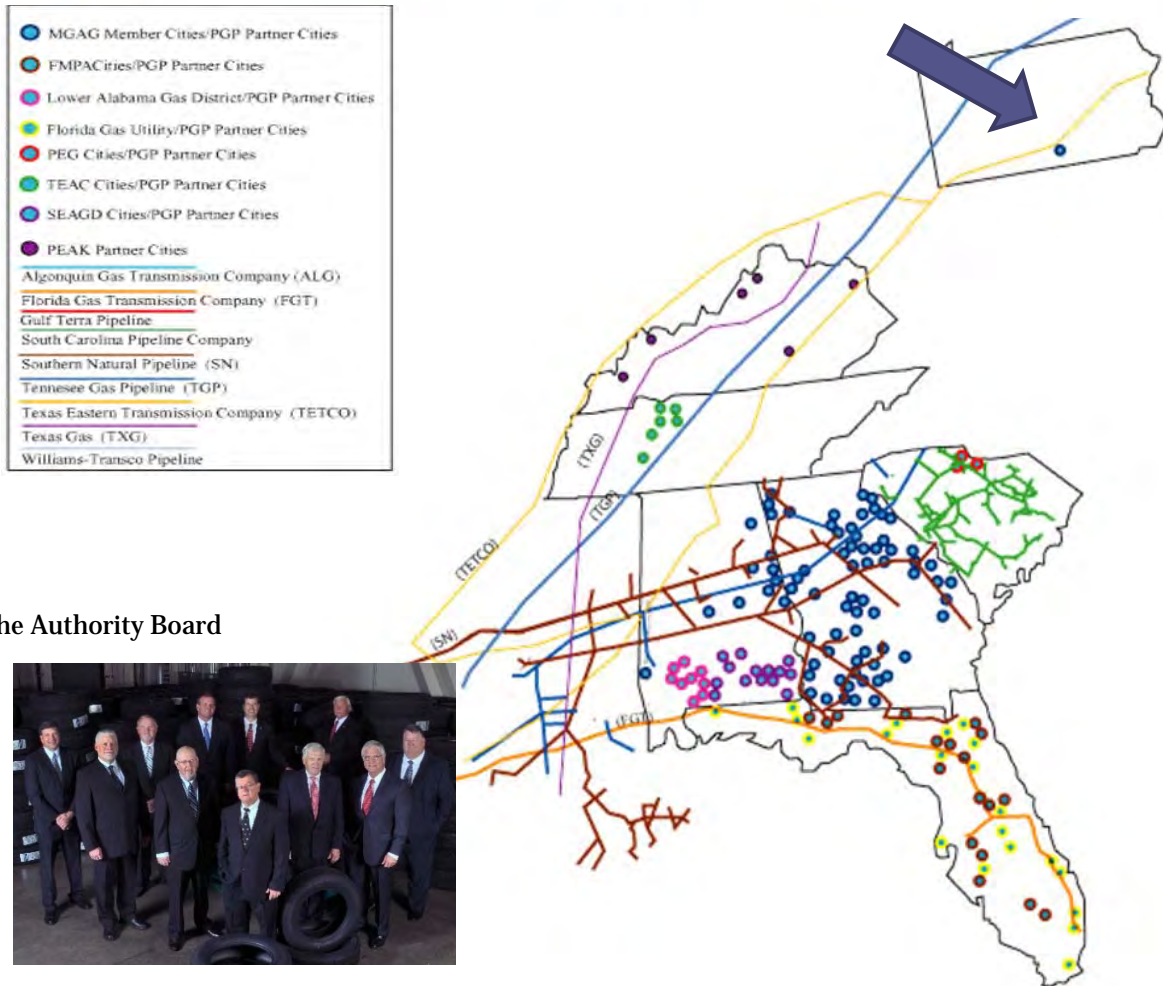 MGAG Member Cities/PGP Partner Cities
FMPACities/PGP Partner Cities
Lower Alabama Gas District/PGP Partner Cities
Florida Gas Utility/PGP Partner Cities
PEG Cities/PGP Partner Cities
TEAC Cities/PGP Partner Cities
SEAGD Cities/PGP Partner Cities
PEAK Partner Cities
Algonquin Gas Transmission Company (ALG)
Florida Gas Transmission Company (FGT)
Gulf Terra Pipeline
South Carolina Pipeline Company
Southern Natural Pipeline (SN)
Tennesee Gas Pipeline (TGP)
Texas Eastern Transmission Company (TETCO)
Texas Gas (TXG)
Williams-Transco Pipeline
(TXG)
(TGP)
(TETCO)
(SN)
(FGT)
he Authority Board